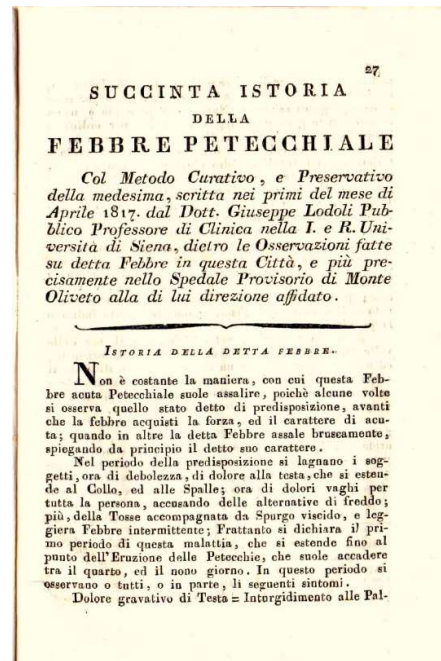 27
SUCCINTA ISTORIA
DELLA
FEBBRE PETECCHIALE
Col Metodo Curativo, e Preservativo
della medesima, scritta nei primi del mese di
Aprile 1817. dal Dott. Giuseppe Lodoli Pub-
blico Professore di Clinica nella I. e R. Uni-
versità di Siena, dietro le Osservazioni fatte
su detta Febbre in questa Città, e più pre-
cisamente nello Spedale Provisorio di Monte
Oliveto alla di lui direzione affidato.
ISTORIA DELLA DETTA FEBBRE.
Non è costante la maniera, con cui questa Feb-
bre acuta Petecchiale suole assalire, poichè alcune volte
si osserva quello stato detto di predisposizione, avanti
che la febbre acquisti la forza, ed il carattere di acu-
ta; quando in altre la detta Febbre assale bruscamente,
spiegando da principio il detto suo carattere.
Nel periodo della predisposizione si lagnano i sog-
getti, ora di debolezza, di dolore alla testa, che si esten-
de al Collo, ed alle Spalle; ora di dolori vaghi per
tutta la persona, accusando delle alternative di freddo;
più, della Tosse accompagnata da Spurgo viscido, e leg-
giera Febbre intermittente; Frattanto si dichiara il pri-
mo periodo di questa malattia, che si estende fino al
punto dell'Eruzione delle Petecchie, che suole accadere
tra il quarto, ed il nono giorno. In questo periodo si
osservano o tutti, o in parte, li seguenti sintomi.
Dolore gravativo di Testa = Inturgidimento alle Pal-